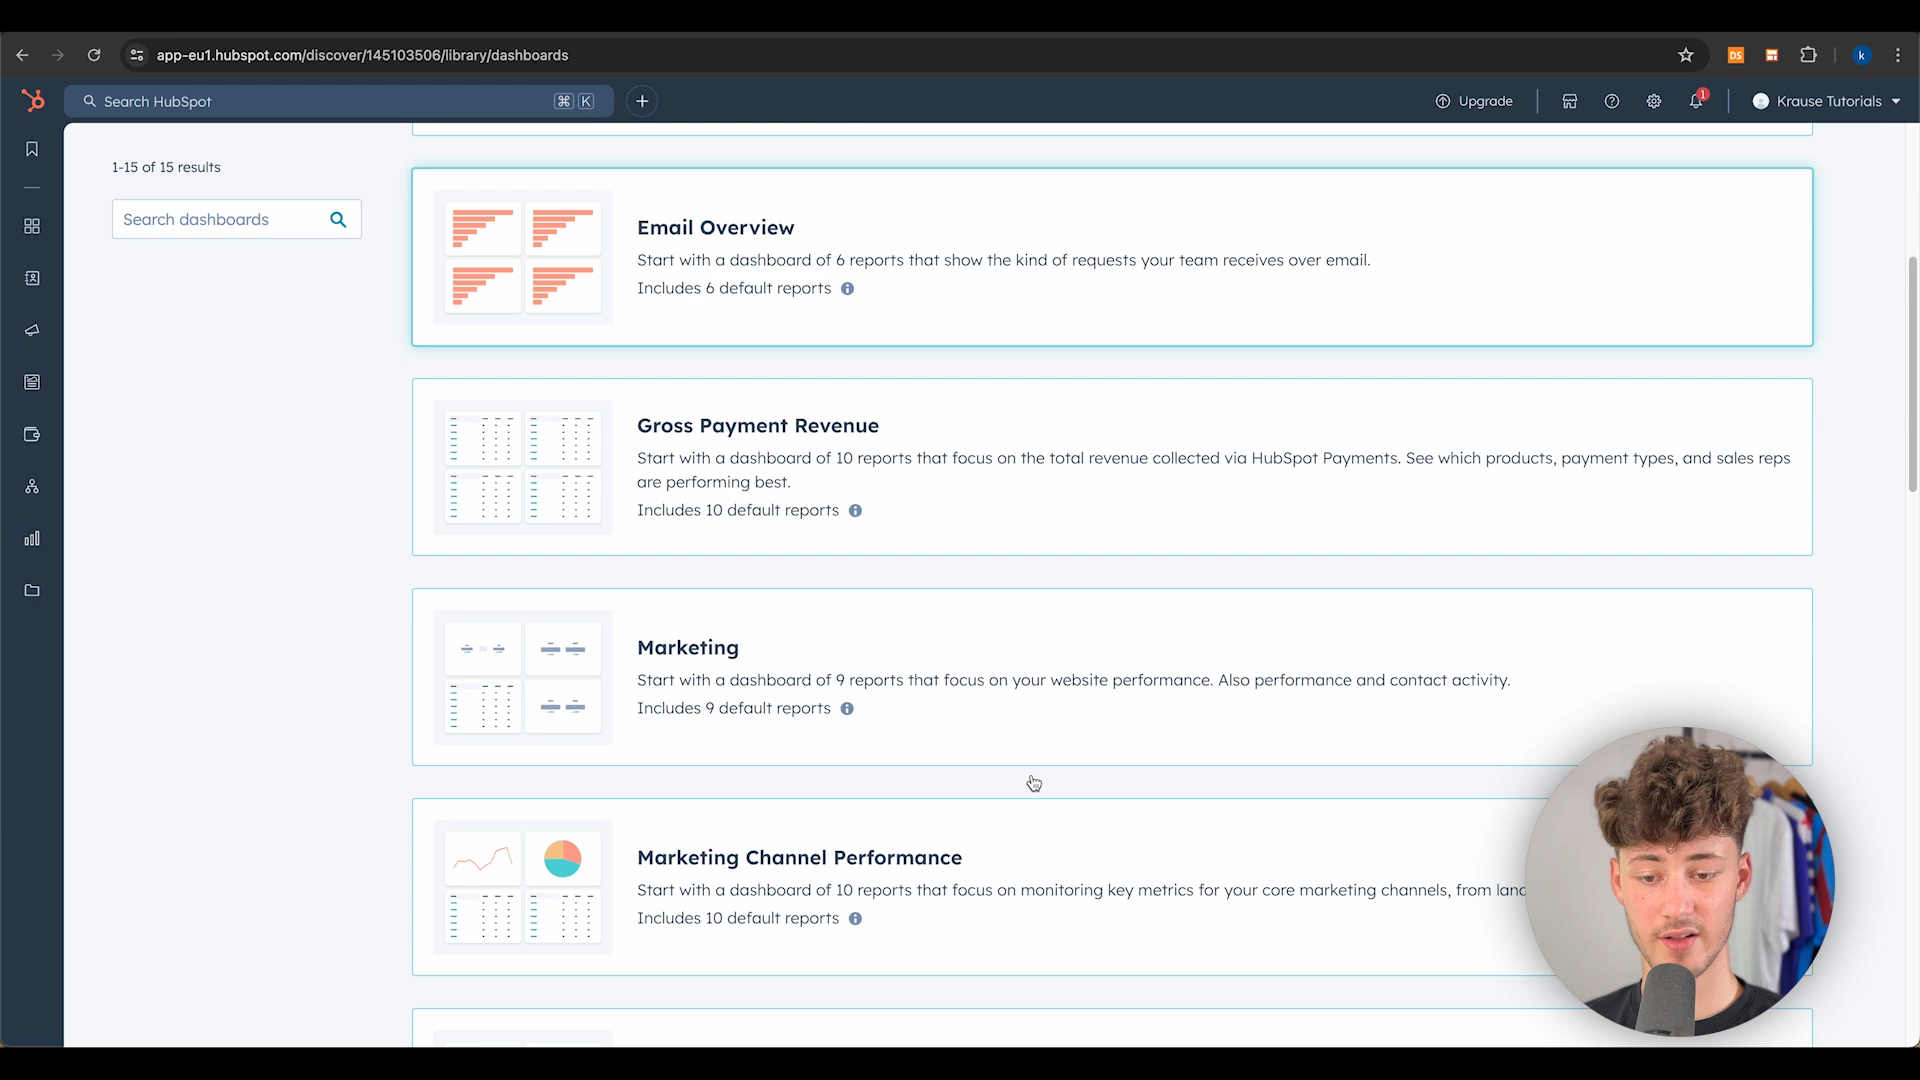 app-eu1.hubspot.com/discover/145103506/library/dashboards
DS
k
Search HubSpot
⌘ K
Upgrade
1
Krause Tutorials
1-15 of 15 results
Search dashboards
Email Overview
Start with a dashboard of 6 reports that show the kind of requests your team receives over email.
Includes 6 default reports
Gross Payment Revenue
Start with a dashboard of 10 reports that focus on the total revenue collected via HubSpot Payments. See which products, payment types, and sales reps
are performing best.
Includes 10 default reports
Marketing
Start with a dashboard of 9 reports that focus on your website performance. Also performance and contact activity.
Includes 9 default reports
Marketing Channel Performance
Start with a dashboard of 10 reports that focus on monitoring key metrics for your core marketing channels, from
Includes 10 default reports